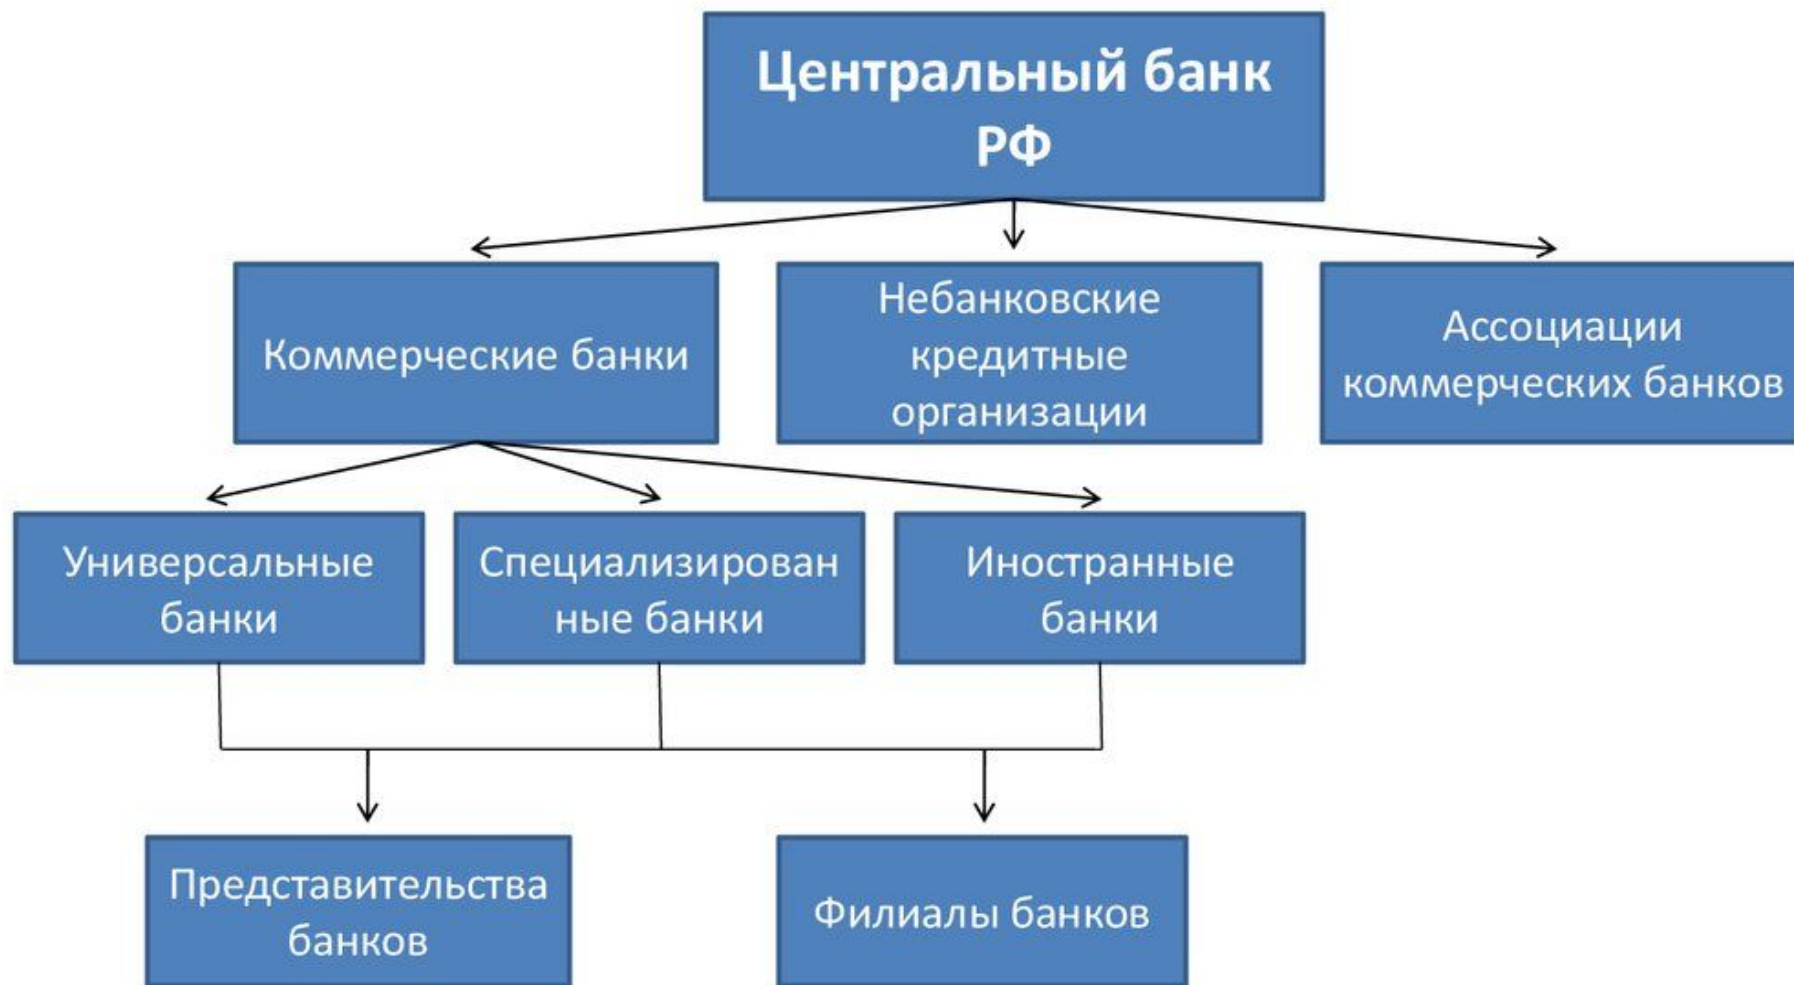 Центральный банк
РФ
Коммерческие банки
Небанковские
кредитные
организации
Ассоциации
коммерческих банков
Универсальные
банки
Специализирован
ные банки
Иностранные
банки
Представительства
банков
Филиалы банков